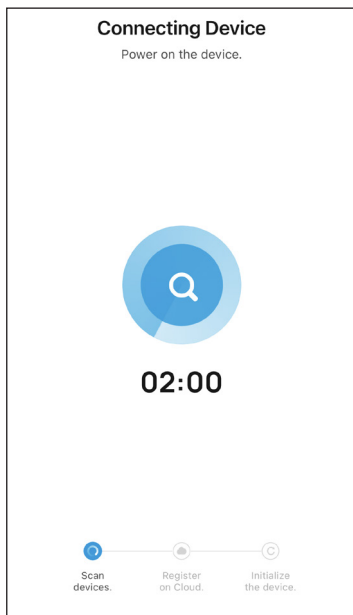 Connecting Device
Power on the device.
02:00
Scan
devices.
Register
on Cloud.
Initialize
the device.